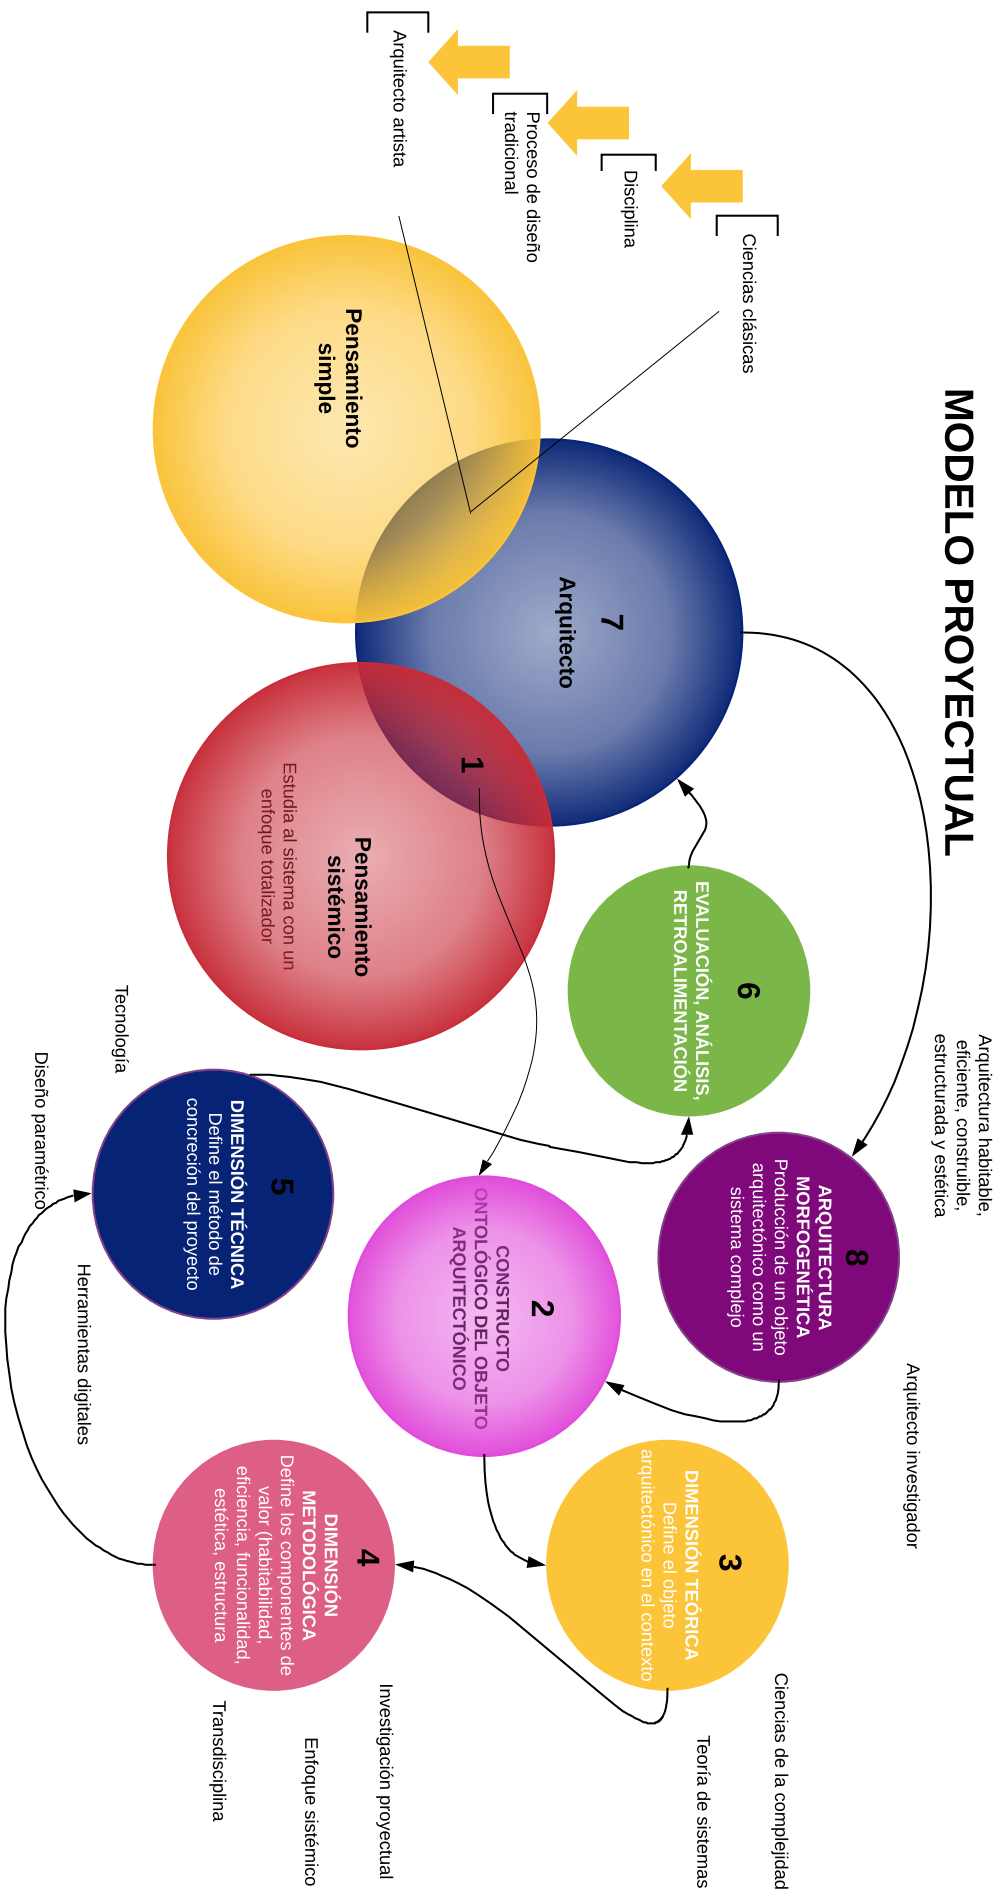 MODELO PROYECTUAL
Ciencias clásicas
Disciplina
Proceso de diseño
tradicional
Arquitecto artista
Pensamiento
simple
7
Arquitecto
1
Pensamiento
sistémico
Estudia al sistema con un
enfoque totalizador
6
EVALUACIÓN, ANÁLISIS,
RETROALIMENTACIÓN
Arquitectura habitable,
eficiente, construible,
estructurada y estética
8
ARQUITECTURA
MORFOGENÉTICA
Producción de un objeto
arquitectónico como un
sistema complejo
Arquitecto investigador
2
CONSTRUCTO
ONTOLÓGICO DEL OBJETO
ARQUITECTÓNICO
3
DIMENSIÓN TEÓRICA
Define el objeto
arquitectónico en el contexto
Ciencias de la complejidad
Teoría de sistemas
4
DIMENSIÓN
METODOLÓGICA
Define los componentes de
valor (habitabilidad,
eficiencia, funcionalidad,
estética, estructura
Investigación proyectual
Enfoque sistémico
Transdisciplina
5
DIMENSIÓN TÉCNICA
Define el método de
concreción del proyecto
Tecnología
Diseño paramétrico
Herramientas digitales